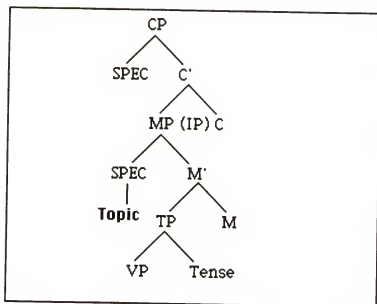 CP
SPEC C'
MP (IP) C
SPEC M'
Topic TP M
VP Tense